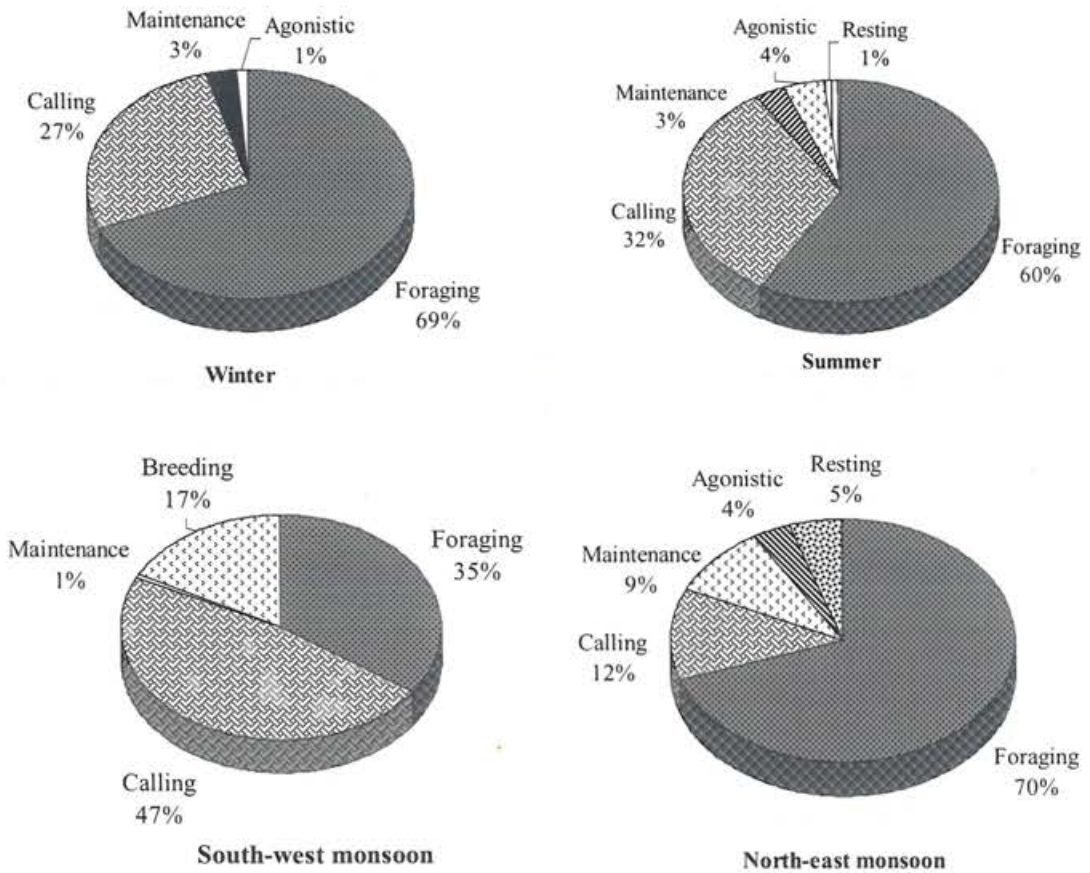 Maintenance
3%
Agonistic
1%
Calling
27%
Foraging
69%
Winter
Agonistic
4%
Resting
1%
Maintenance
3%
Calling
32%
Foraging
60%
Summer
Breeding
17%
Maintenance
1%
Foraging
35%
Calling
47%
South-west monsoon
Agonistic
4%
Resting
5%
Maintenance
9%
Calling
12%
Foraging
70%
North-east monsoon